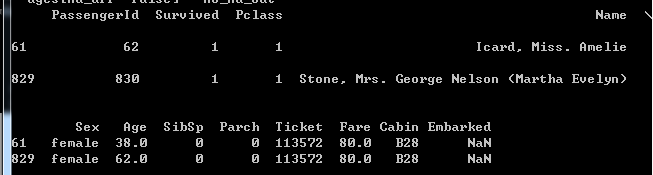 PassengerId Survived Pclass Name \
61 62 1 1 Icard, Miss. Amelie
829 830 1 1 Stone, Mrs. George Nelson (Martha Evelyn)
Sex Age SibSp Parch Ticket Fare Cabin Embarked
61 female 38.0 0 0 113572 80.0 B28 NaN
829 female 62.0 0 0 113572 80.0 B28 NaN